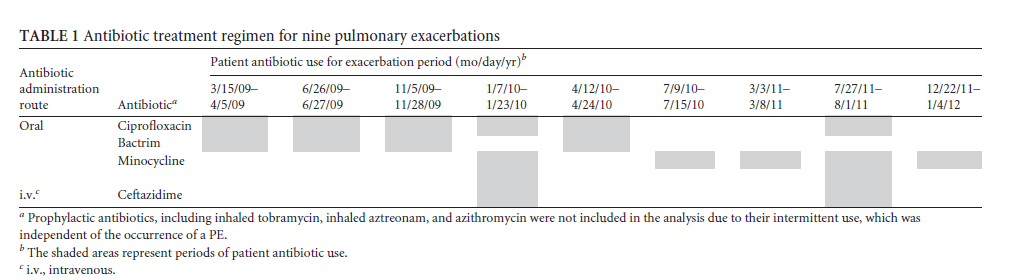 TABLE 1 Antibiotic treatment regimen for nine pulmonary exacerbations
Patient antibiotic use for exacerbation period (mo/day/yr)b
Antibiotic
administration 3/15/09– 6/26/09– 11/5/09– 1/7/10– 4/12/10– 7/9/10– 3/3/11– 7/27/11– 12/22/11–
route Antibiotica 4/5/09 6/27/09 11/28/09 1/23/10 4/24/10 7/15/10 3/8/11 8/1/11 1/4/12
Oral Ciprofloxacin
Bactrim
Minocycline
i.v.c Ceftazidime
a Prophylactic antibiotics, including inhaled tobramycin, inhaled aztreonam, and azithromycin were not included in the analysis due to their intermittent use, which was
independent of the occurrence of a PE.
b The shaded areas represent periods of patient antibiotic use.
c i.v., intravenous.